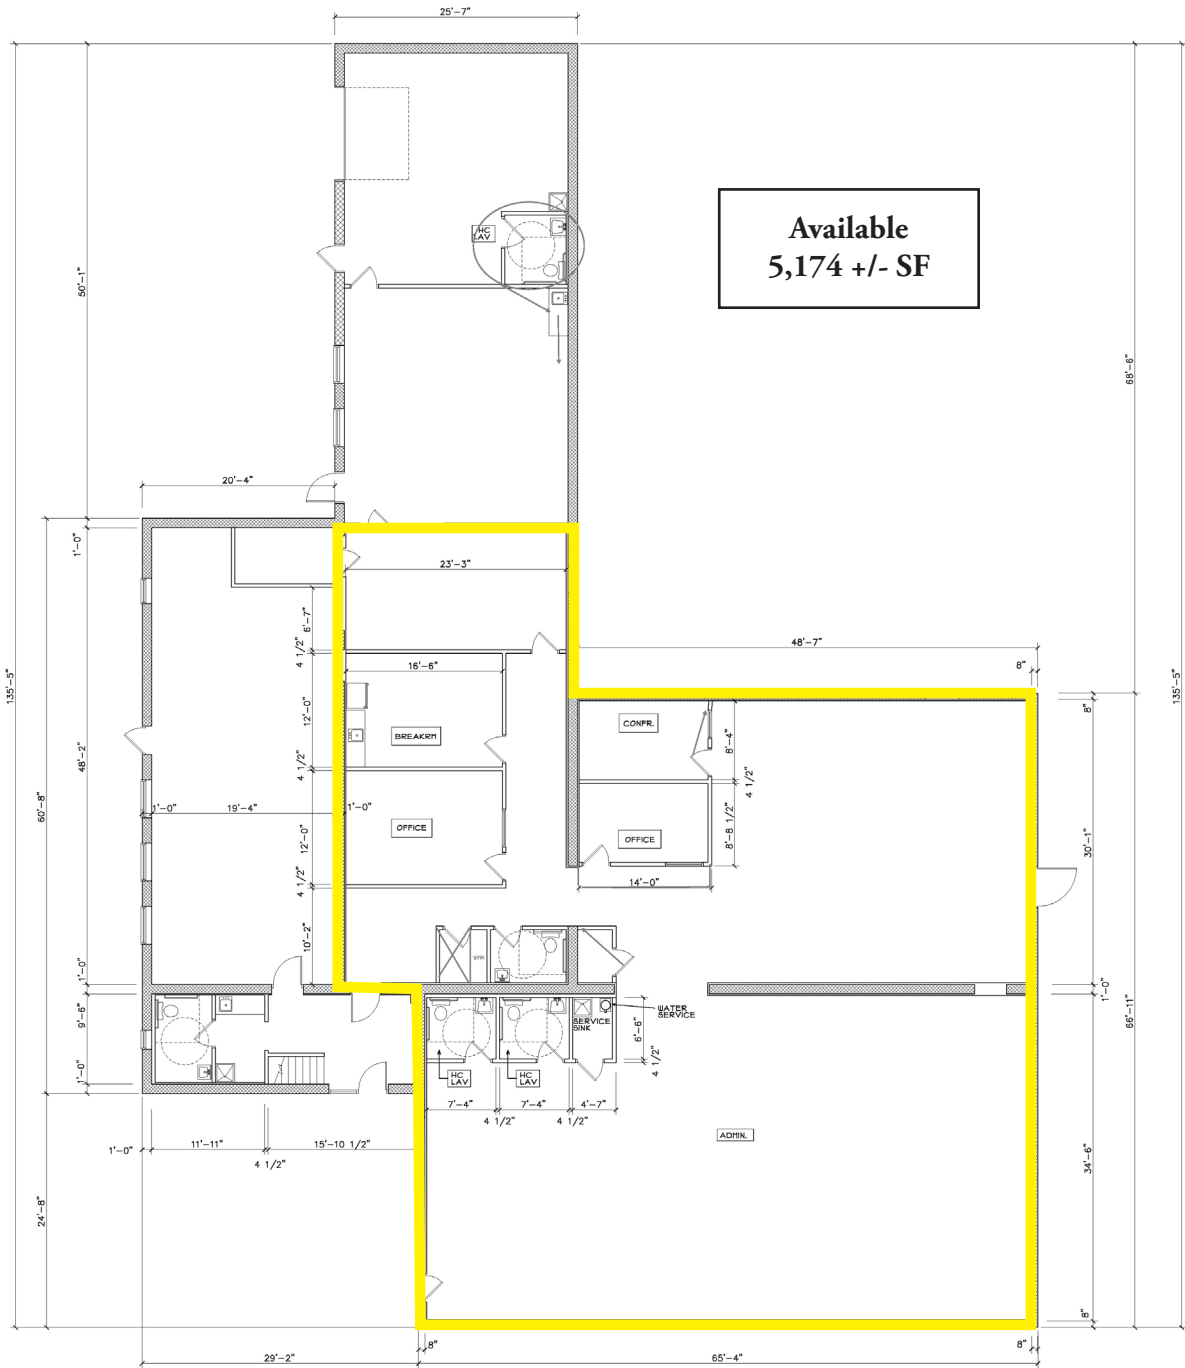 25'-7"
HC
LAV
Available
5,174 +/- SF
50'-1"
68'-6"
20'-4"
1'-0"
23'-3"
6'-7"
4 1/2"
48'-7"
8"
135'-5"
135'-5"
16'-6"
12'-0"
BREAKRM
CONFR.
8'-4"
8"
4 1/2"
4 1/2"
48'-2"
60'-8"
1'-0"
19'-4"
1'-0"
OFFICE
12'-0"
OFFICE
8'-8 1/2"
30'-1"
4 1/2"
14'-0"
10'-2"
sink
1'-0"
1'-0"
9'-6"
SERVICE
SINK
WATER
SERVICE
6'-6"
4 1/2"
66'-11"
1'-0"
HC
LAV
HC
LAV
7'-4"
7'-4"
4'-7"
4 1/2"
4 1/2"
ADMIN.
1'-0"
11'-11"
15'-10 1/2"
4 1/2"
34'-6"
24'-8"
8"
8"
8"
29'-2"
65'-4"